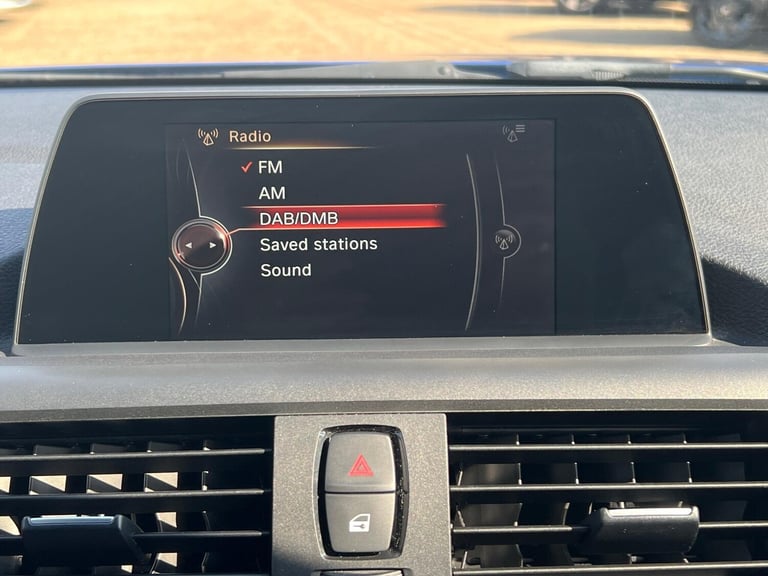 Radio
FM
AM
DAB/DMB
Saved stations
Sound